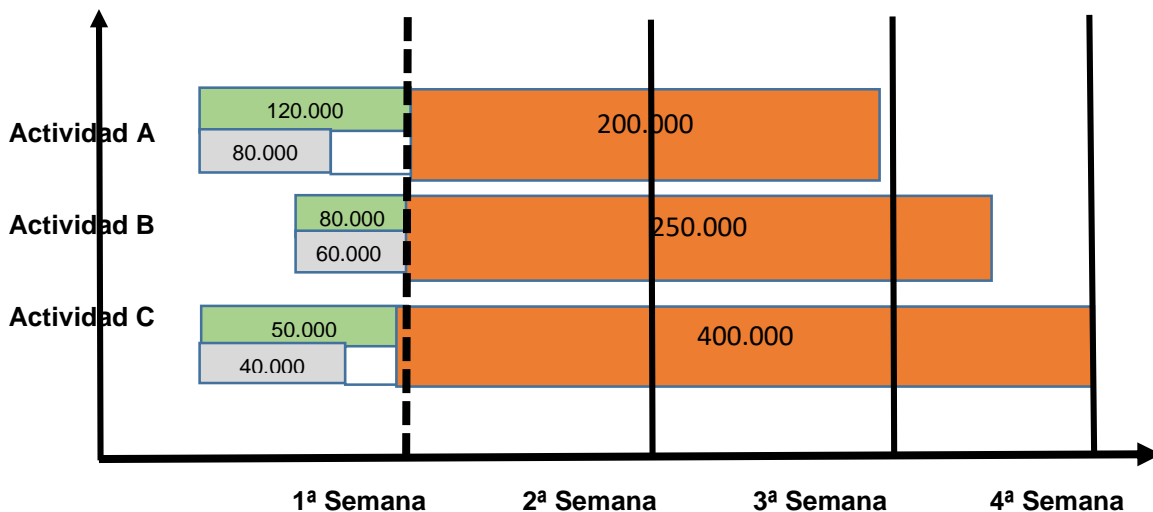 120.000
200.000
Actividad A
80.000
80.000
Actividad B
250.000
60.000
Actividad C
50.000
400.000
40.000
1ª Semana
2ª Semana
3ª Semana
4ª Semana